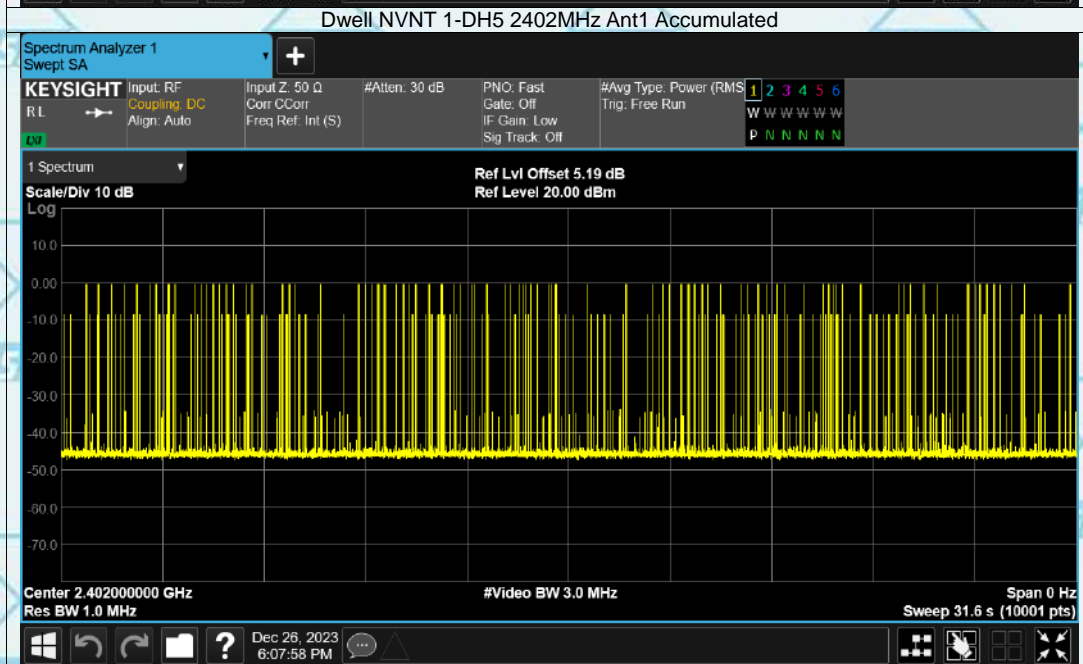 Dwell NVNT 1-DH5 2402MHz Ant1 Accumulated
Spectrum Analyzer 1
Swept SA
+
KEYSIGHT Input: RF Input Z: 50 Ω #Atten: 30 dB PNO: Fast #Avg Type: Power (RMS 1 2 3 4 5 6
RL Coupling: DC Corr CCorr Gate: Off Trig: Free Run W W W W W W
Align: Auto Freq Ref: Int (S) IF Gain: Low P N N N N N
LXI Sig Track: Off
1 Spectrum
Ref Lvl Offset 5.19 dB
Scale/Div 10 dB Ref Level 20.00 dBm
Log
10.0
0.00
-10.0
-20.0
-30.0
-40.0
-50.0
-60.0
-70.0
Center 2.402000000 GHz #Video BW 3.0 MHz Span 0 Hz
Res BW 1.0 MHz Sweep 31.6 s (10001 pts)
? Dec 26, 2023
6:07:58 PM